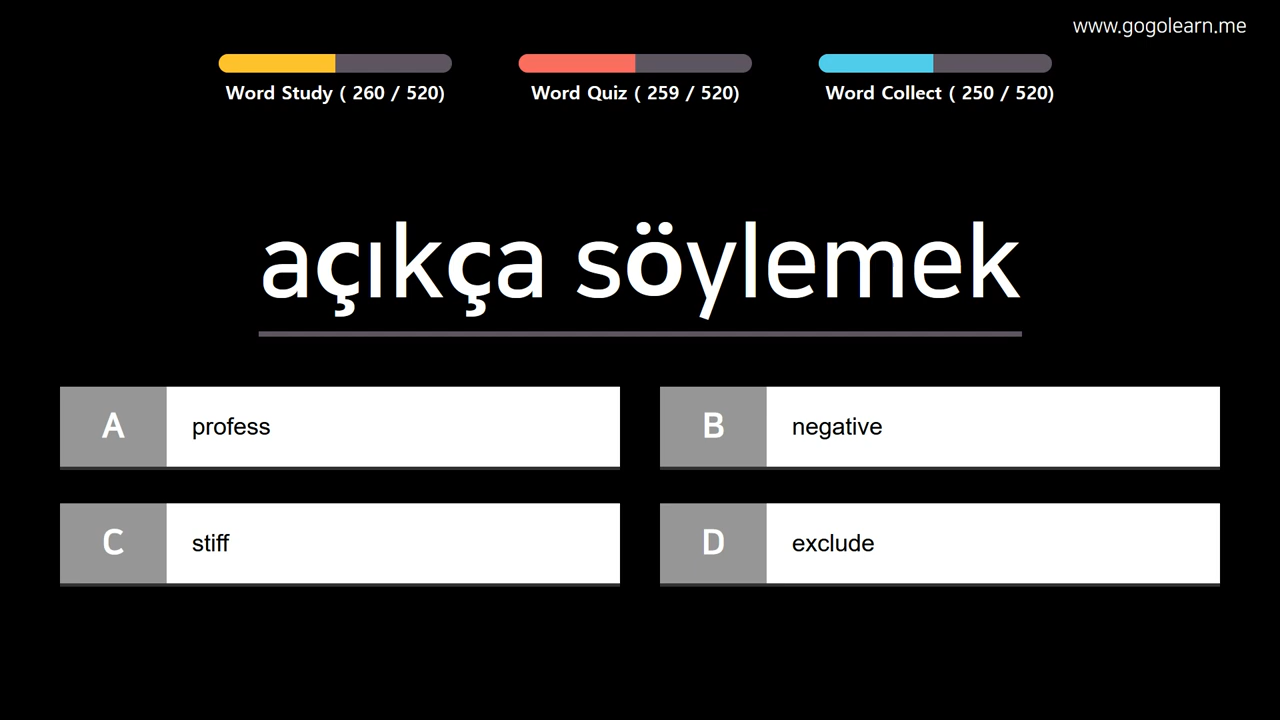 www.gogolearn.me
Word Study ( 260 / 520)
Word Quiz ( 259 / 520)
Word Collect ( 250 / 520)
açıkça söylemek
A profess
B negative
C stiff
D exclude